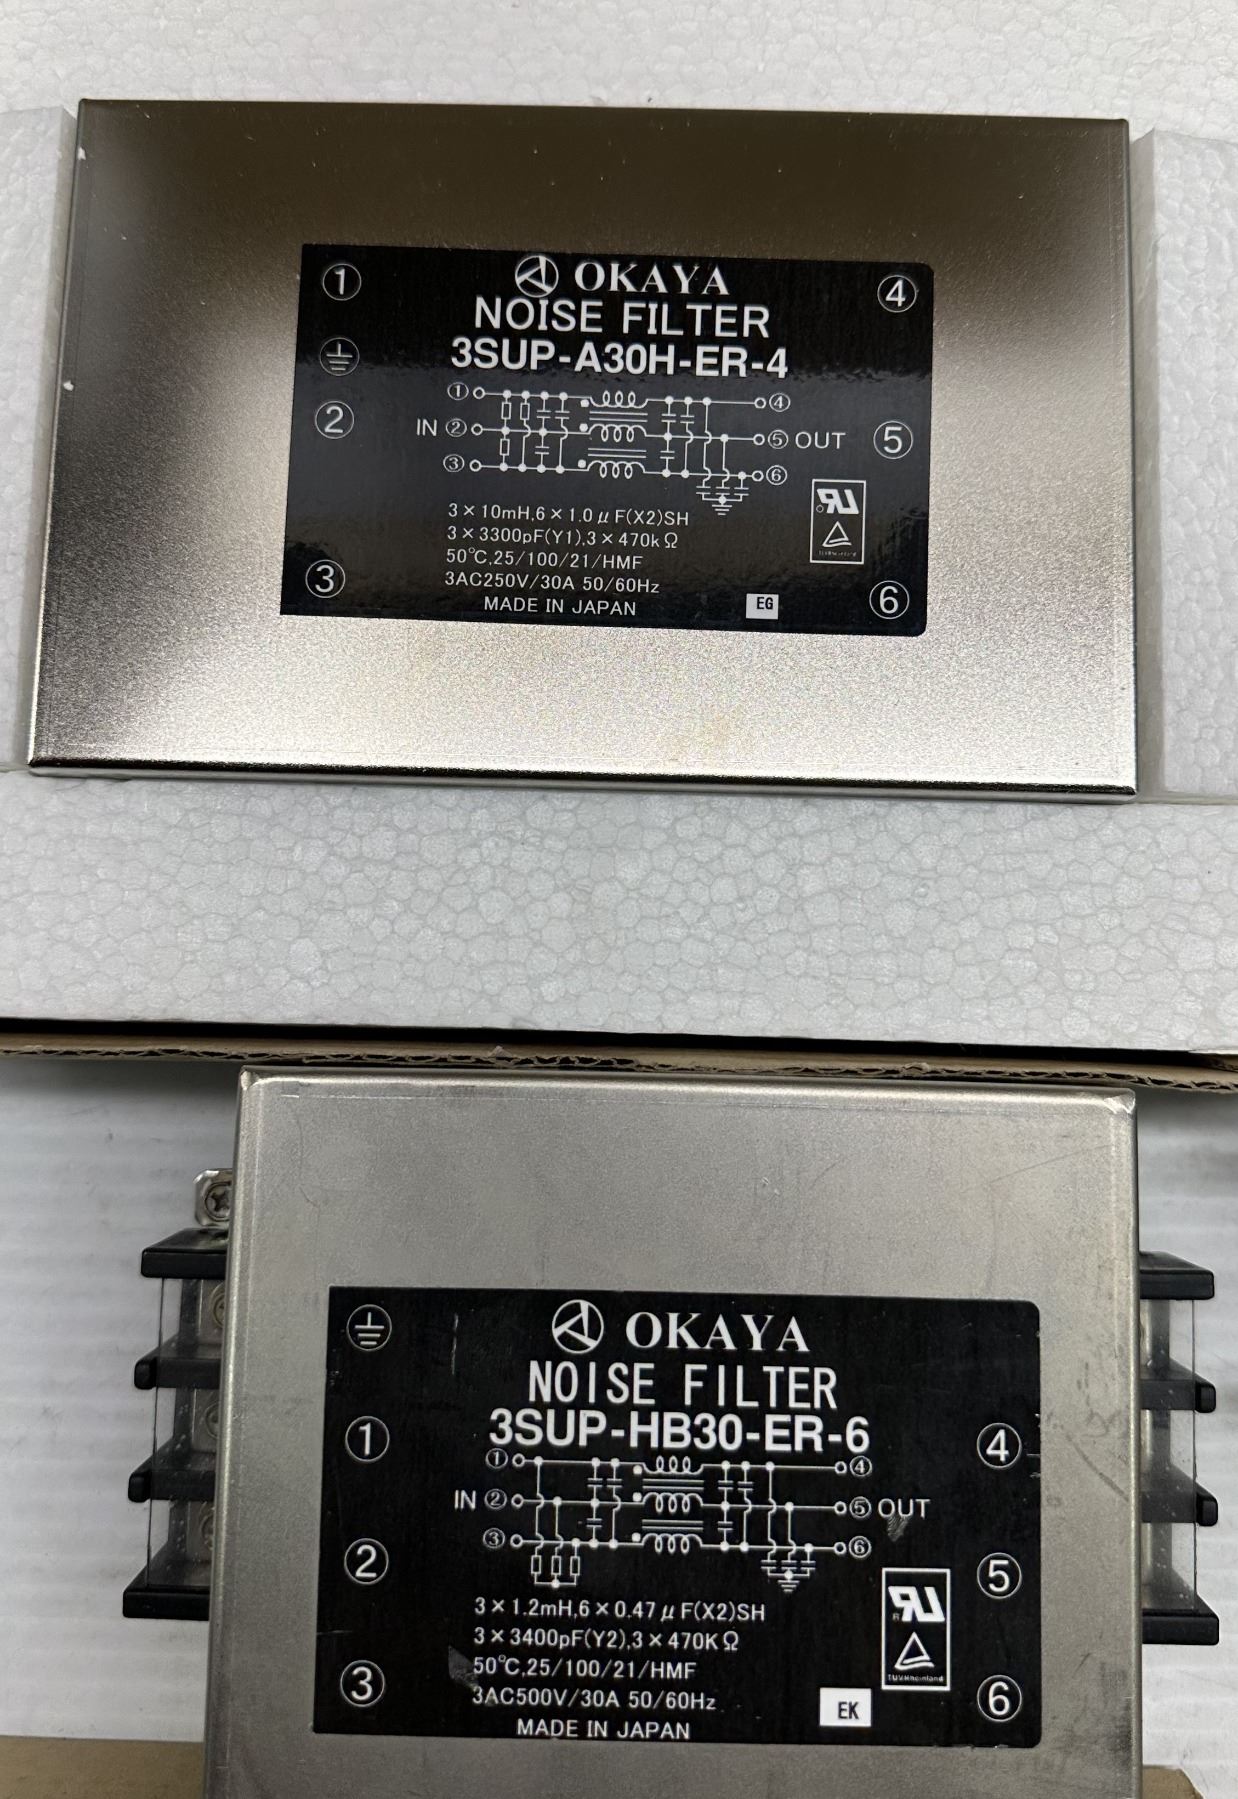 OKAYA
NOISE FILTER
3SUP-A30H-ER-4
① ④
②
③
⑤
⑥
① ④
IN ② ⑤ OUT
③ ⑥
3×10mH,6×1.0μF(X2)SH
3×3300pF(Y1),3×470kΩ
50℃,25/100/21/HMF
3AC250V/30A 50/60Hz
MADE IN JAPAN
EG
OKAYA
NOISE FILTER
3SUP-HB30-ER-6
① ④
②
⑤
③
⑥
① ④
IN ② ⑤ OUT
③ ⑥
3×1.2mH,6×0.47μF(X2)SH
3×3400pF(Y2),3×470KΩ
50℃,25/100/21/HMF
3AC500V/30A 50/60Hz
MADE IN JAPAN
TUVRheinland
EK